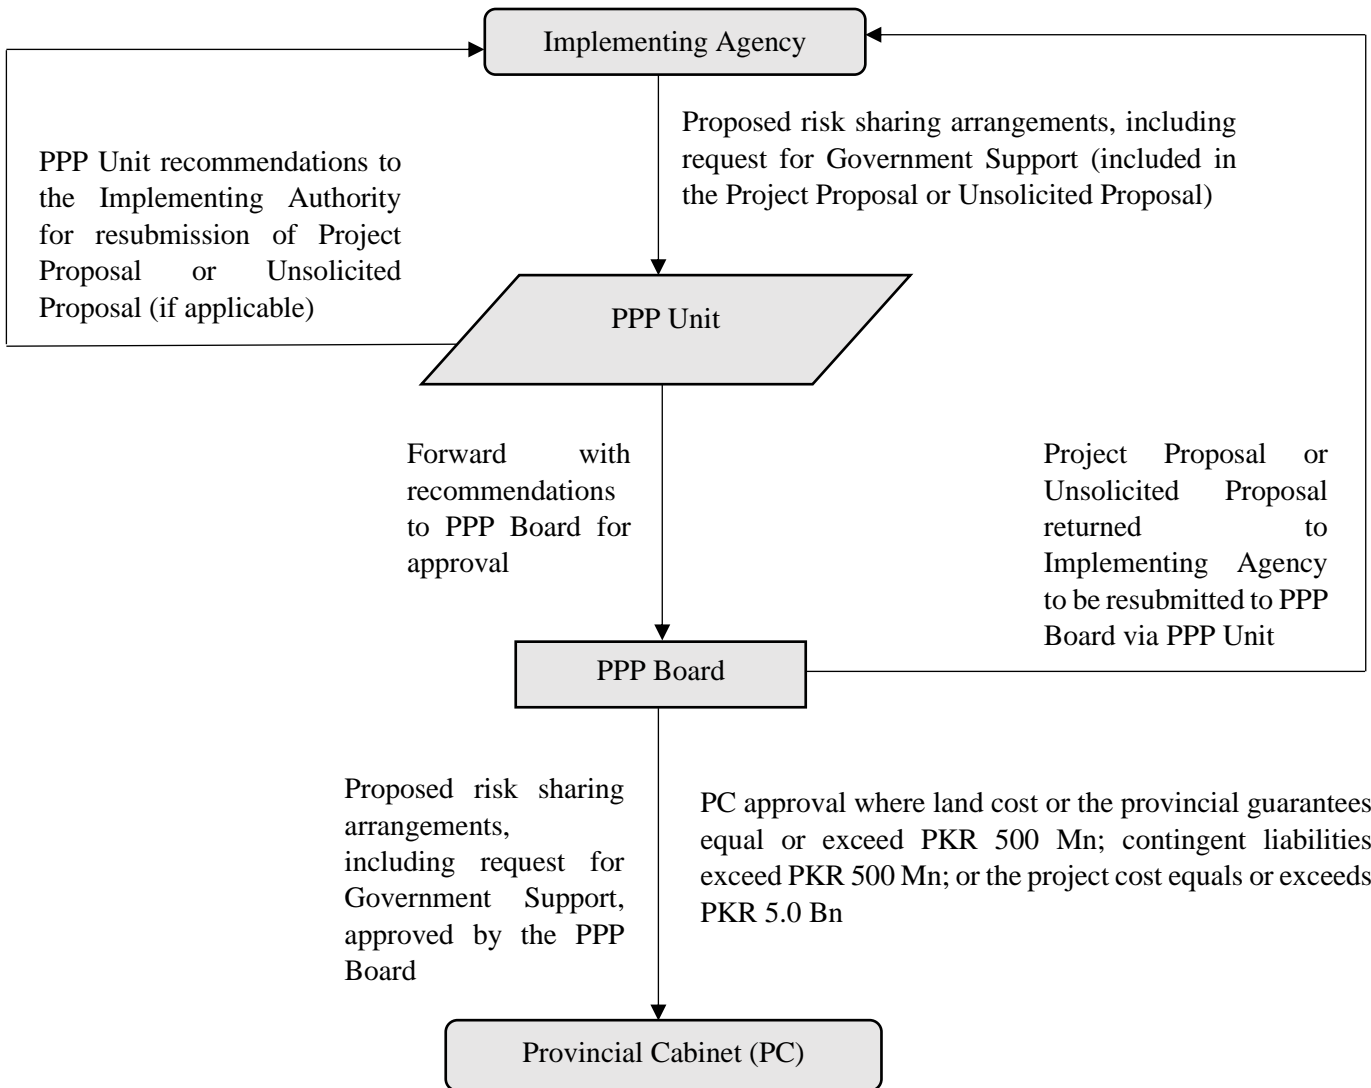 Implementing Agency
Proposed risk sharing arrangements, including
request for Government Support (included in
the Project Proposal or Unsolicited Proposal)
PPP Unit recommendations to
the Implementing Authority
for resubmission of Project
Proposal or Unsolicited
Proposal (if applicable)
PPP Unit
Forward with
recommendations
to PPP Board for
approval
Project Proposal or
Unsolicited Proposal
returned to
Implementing Agency
to be resubmitted to PPP
Board via PPP Unit
PPP Board
Proposed risk sharing
arrangements,
including request for
Government Support,
approved by the PPP
Board
PC approval where land cost or the provincial guarantees
equal or exceed PKR 500 Mn; contingent liabilities
exceed PKR 500 Mn; or the project cost equals or exceeds
PKR 5.0 Bn
Provincial Cabinet (PC)